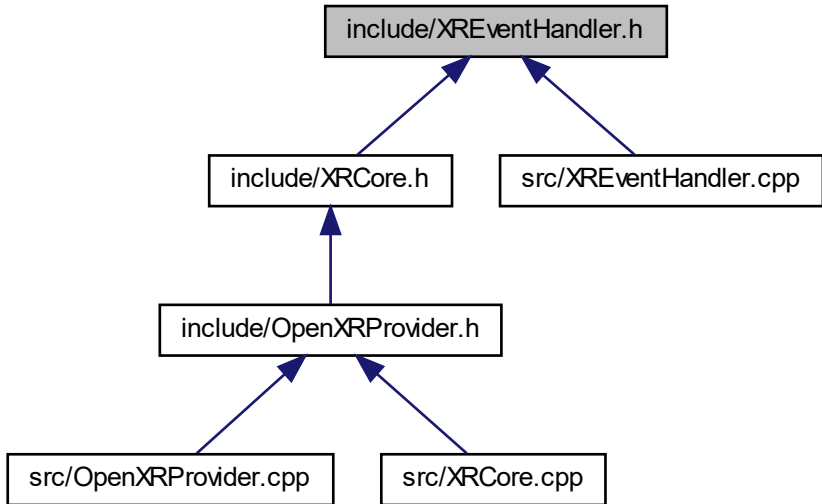 include/XREventHandler.h
include/XRCore.h
src/XREventHandler.cpp
include/OpenXRProvider.h
src/OpenXRProvider.cpp
src/XRCore.cpp